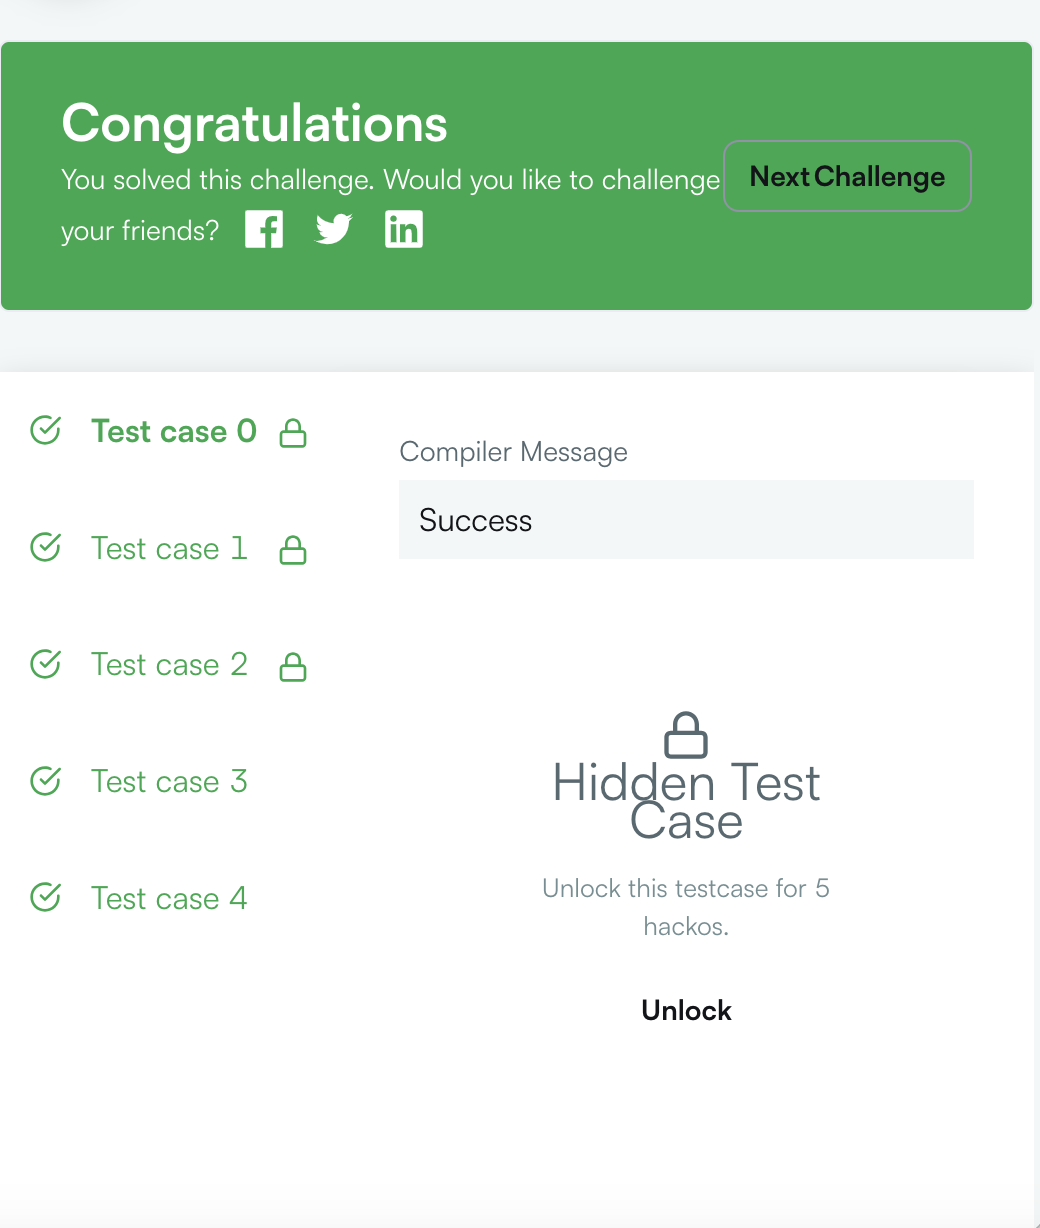 Congratulations
You solved this challenge. Would you like to challenge
your friends?
Next Challenge
Test case 0
Test case 1
Test case 2
Test case 3
Test case 4
Compiler Message
Success
Hidden Test
Case
Unlock this testcase for 5
hackos.
Unlock